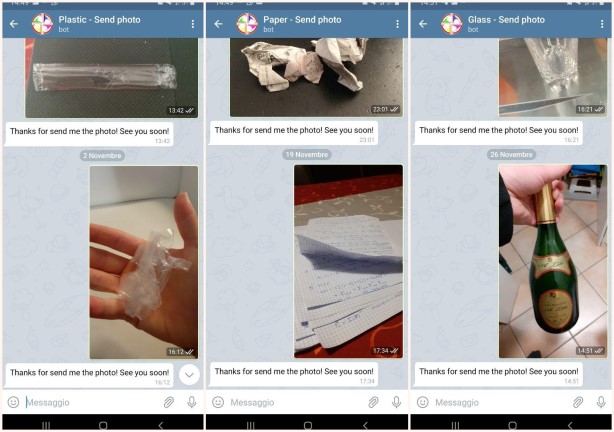 Plastic - Send photo
bot
13:42
Thanks for send me the photo! See you soon!
13:42
2 Novembre
16:12
Thanks for send me the photo! See you soon!
16:12
Messaggio
Paper - Send photo
bot
23:01
Thanks for send me the photo! See you soon!
23:01
19 Novembre
17:34
Thanks for send me the photo! See you soon!
17:34
Messaggio
Glass - Send photo
bot
16:21
Thanks for send me the photo! See you soon!
16:21
26 Novembre
14:51
Thanks for send me the photo! See you soon!
14:51
Messaggio